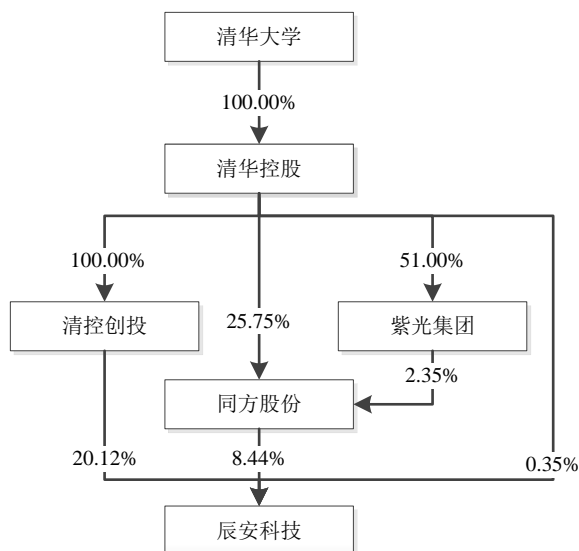 清华大学
100.00%
清华控股
100.00%
51.00%
清控创投
25.75%
紫光集团
2.35%
同方股份
20.12%
8.44%
0.35%
辰安科技